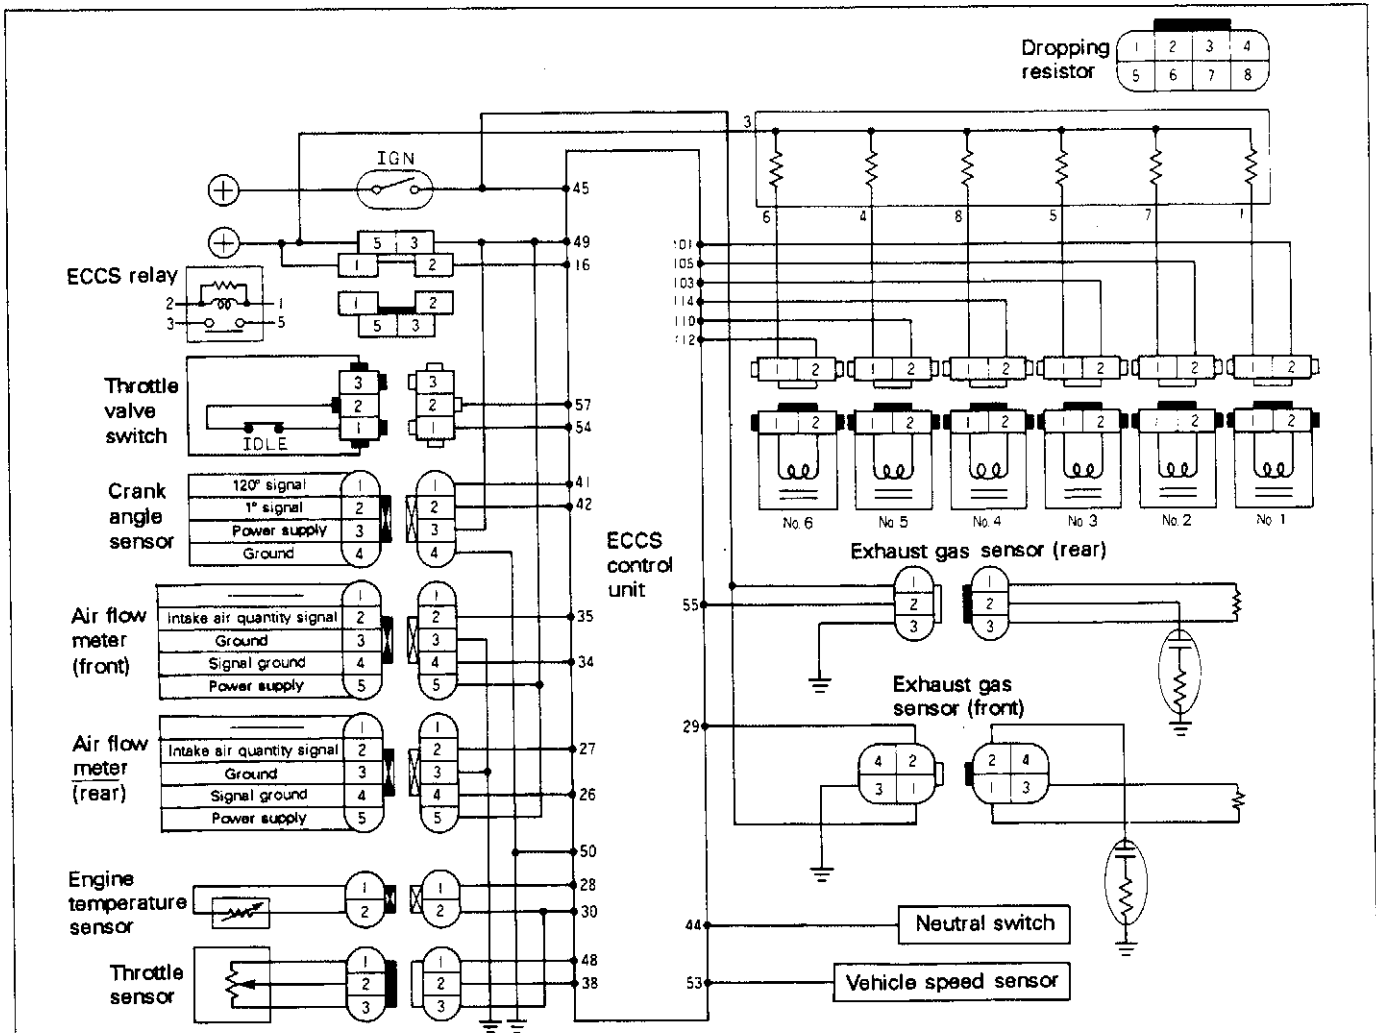 Dropping resistor
1 2 3 4
5 6 7 8
3
IGN
45
5 3
49
1 2
16
ECCS relay
2 1
3 5
1 2
5 3
6 4 8 5 7 1
101
105
103
114
110
112
Throttle valve switch
3 3
2 2
1 1
IDLE
57
54
1 2 1 2 1 2 1 2 1 2 1 2
1 2 1 2 1 2 1 2 1 2 1 2
No. 6 No. 5 No. 4 No. 3 No. 2 No. 1
Crank angle sensor
120° signal 1 1 41
1° signal 2 2 42
Power supply 3 3
Ground 4 4
ECCS control unit
Exhaust gas sensor (rear)
1 1
55 2 2
3 3
Air flow meter (front)
1 1
Intake air quantity signal 2 2 35
Ground 3 3
Signal ground 4 4 34
Power supply 5 5
Exhaust gas sensor (front)
29
4 2 2 4
3 1 1 3
Air flow meter (rear)
1 1
Intake air quantity signal 2 2 27
Ground 3 3
Signal ground 4 4 26
Power supply 5 5
50
Engine temperature sensor
1 1 28
2 2 30
44 Neutral switch
Throttle sensor
1 1 48
2 2 38
3 3
53 Vehicle speed sensor